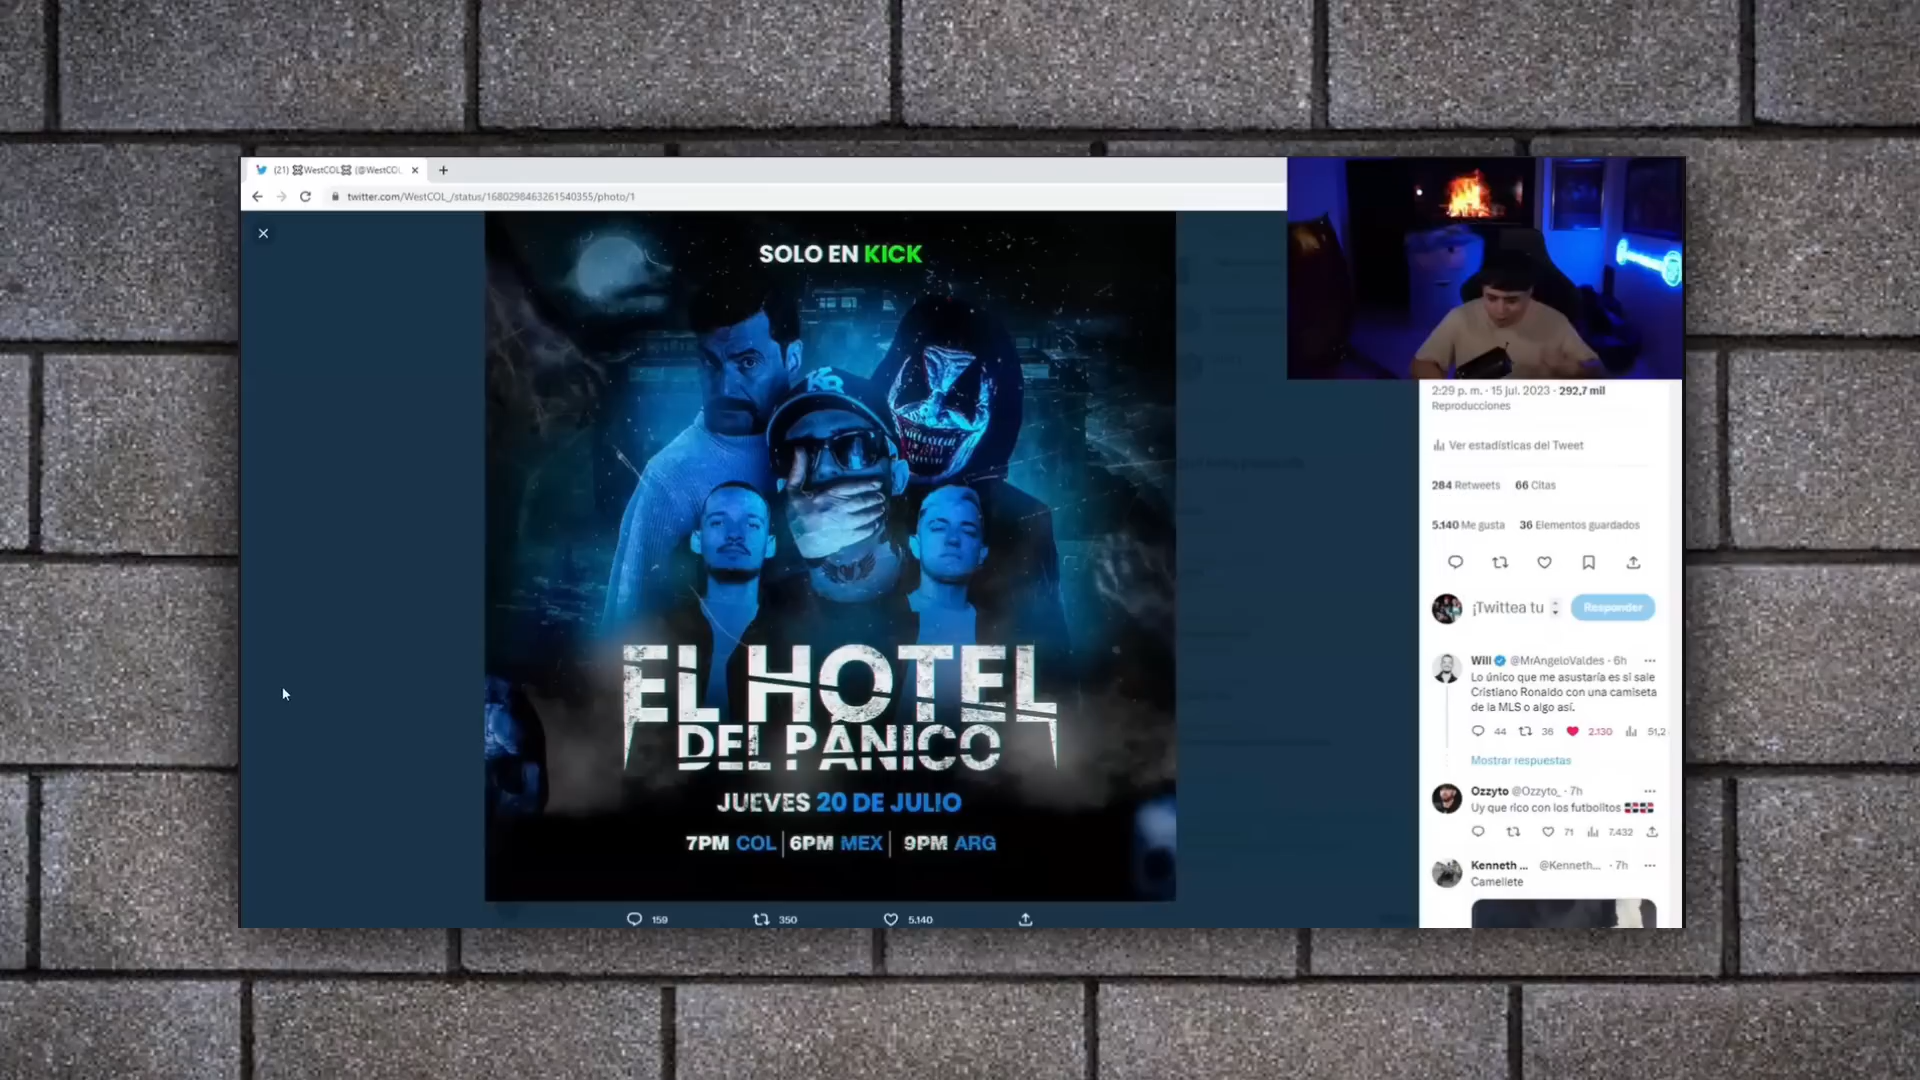 (21) WestCOL (@WestCOL_
twitter.com/WestCOL_/status/1680298463261540355/photo/1
SOLO EN KICK
EL HOTEL
DEL PÁNICO
JUEVES 20 DE JULIO
7PM COL | 6PM MEX | 9PM ARG
159 350 5.140
2:29 p. m. · 15 jul. 2023 · 292,7 mil
Reproducciones
Ver estadísticas del Tweet
284 Retweets 66 Citas
5.140 Me gusta 36 Elementos guardados
¡Twittea tu
Responder
Will @MrAngeloValdes · 6h
Lo único que me asustaría es si sale
Cristiano Ronaldo con una camiseta
de la MLS o algo así.
44 36 2.130 51,2
Mostrar respuestas
Ozzyto @Ozzyto_ · 7h
Uy que rico con los futbolitos
71 7.432
Kenneth ... @Kenneth... · 7h
Camellete